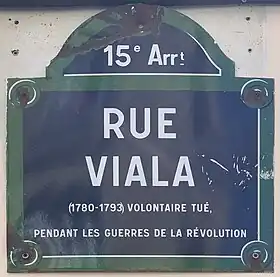 15e Arrt
RUE
VIALA
(1780-1793) VOLONTAIRE TUÉ,
PENDANT LES GUERRES DE LA RÉVOLUTION